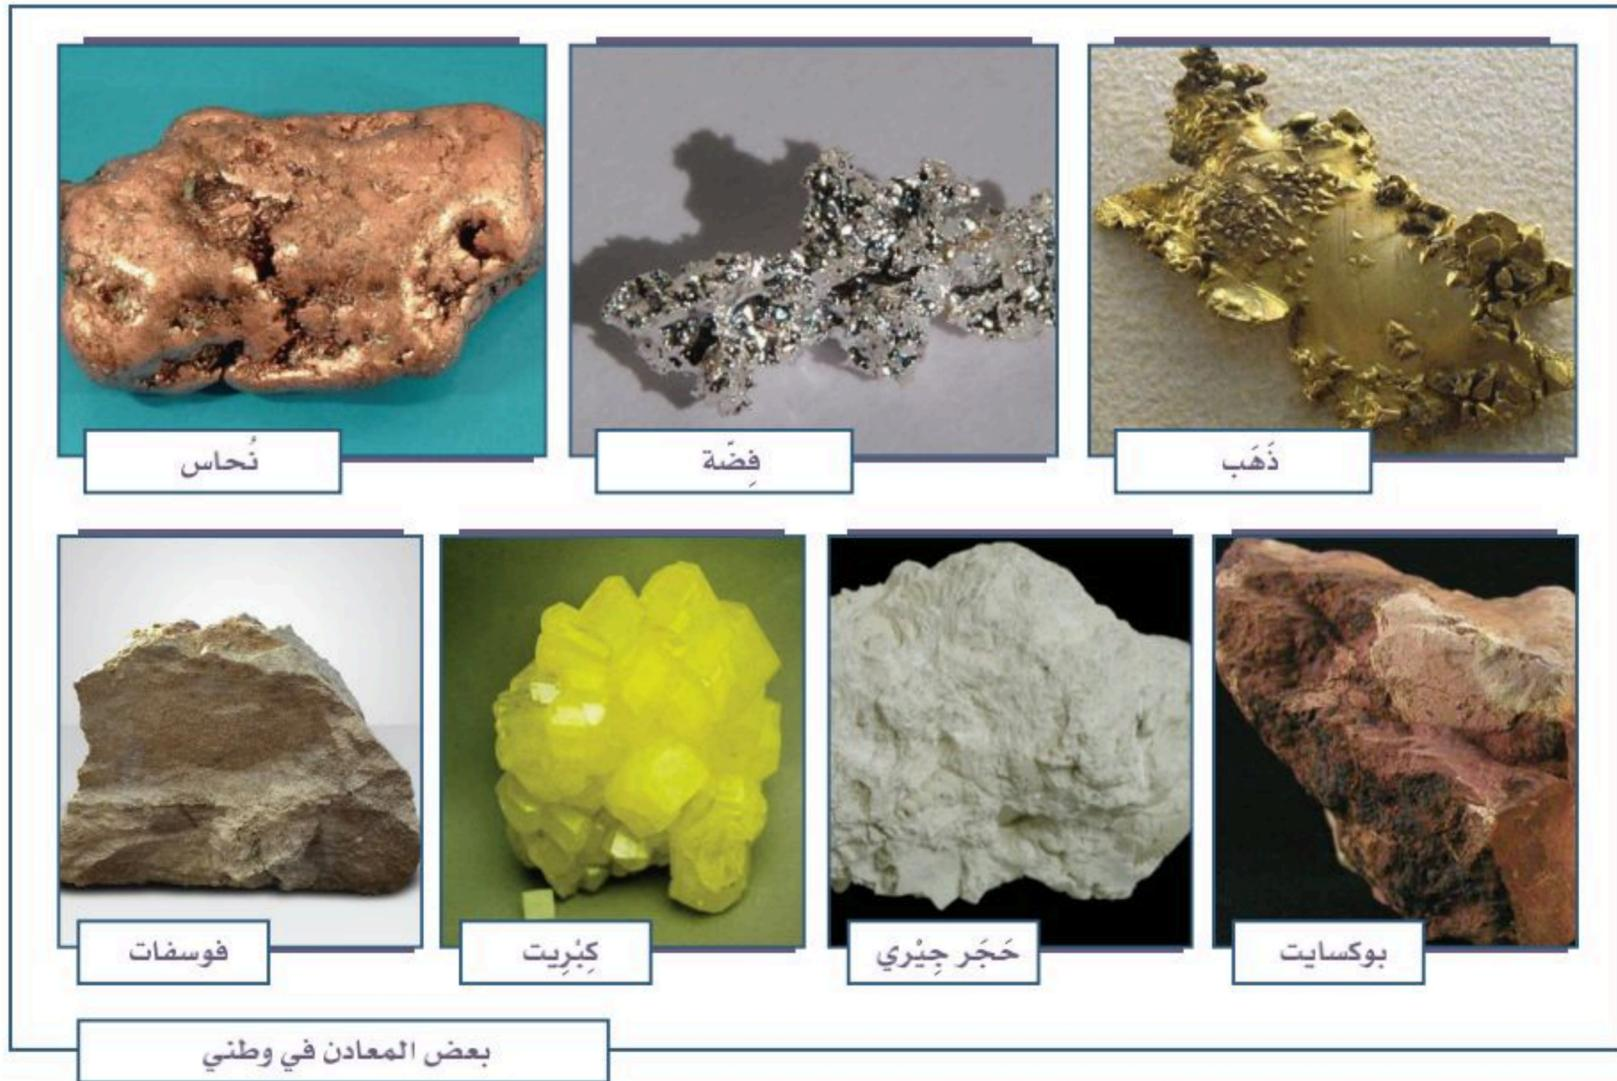 ذَهَب
فِضّة
نُحاس
بوكسايت
حَجَر جِيْري
كِبْرِيت
فوسفات
بعض المعادن في وطني